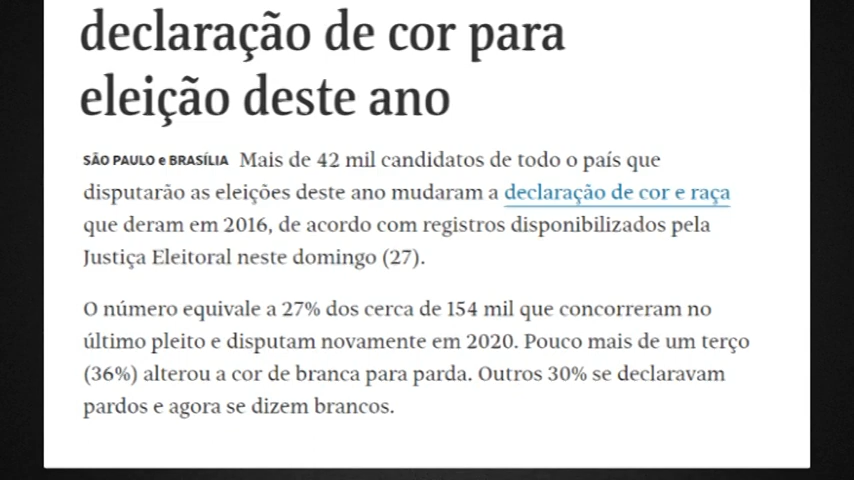 declaração de cor para
eleição deste ano
SÃO PAULO e BRASÍLIA Mais de 42 mil candidatos de todo o país que
disputarão as eleições deste ano mudaram a declaração de cor e raça
que deram em 2016, de acordo com registros disponibilizados pela
Justiça Eleitoral neste domingo (27).
O número equivale a 27% dos cerca de 154 mil que concorreram no
último pleito e disputam novamente em 2020. Pouco mais de um terço
(36%) alterou a cor de branca para parda. Outros 30% se declaravam
pardos e agora se dizem brancos.